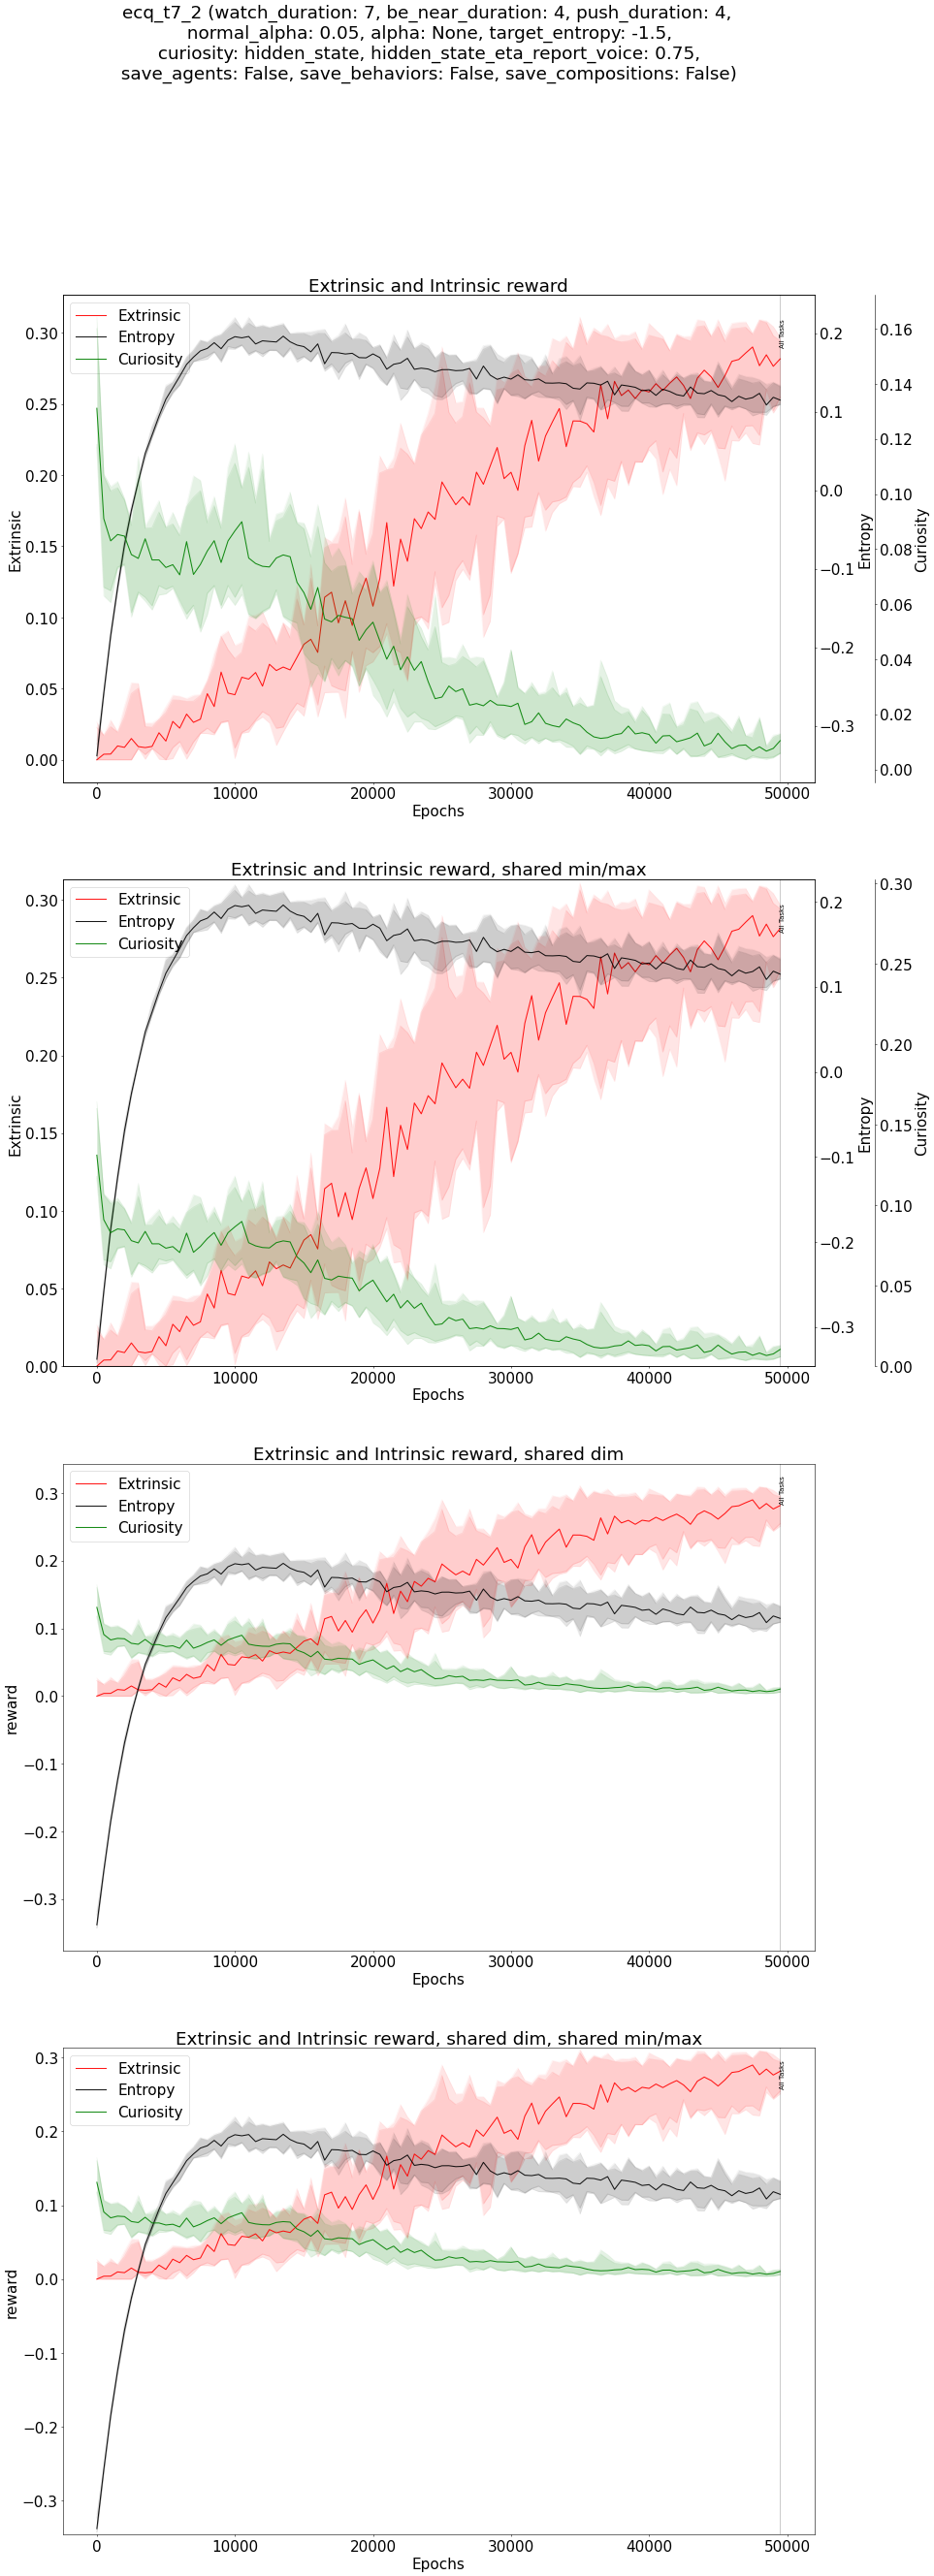 ecq_t7_2 (watch_duration: 7, be_near_duration: 4, push_duration: 4,
normal_alpha: 0.05, alpha: None, target_entropy: -1.5,
curiosity: hidden_state, hidden_state_eta_report_voice: 0.75,
save_agents: False, save_behaviors: False, save_compositions: False)
Extrinsic and Intrinsic reward
Extrinsic
Entropy
Curiosity
All Tasks
0.30
0.25
0.20
0.15
0.10
0.05
0.00
Extrinsic
0.2
0.1
0.0
−0.1
−0.2
−0.3
Entropy
0.16
0.14
0.12
0.10
0.08
0.06
0.04
0.02
0.00
Curiosity
0 10000 20000 30000 40000 50000
Epochs
Extrinsic and Intrinsic reward, shared min/max
Extrinsic
Entropy
Curiosity
All Tasks
0.30
0.25
0.20
0.15
0.10
0.05
0.00
Extrinsic
0.2
0.1
0.0
−0.1
−0.2
−0.3
Entropy
0.30
0.25
0.20
0.15
0.10
0.05
0.00
Curiosity
0 10000 20000 30000 40000 50000
Epochs
Extrinsic and Intrinsic reward, shared dim
Extrinsic
Entropy
Curiosity
All Tasks
0.3
0.2
0.1
0.0
−0.1
−0.2
−0.3
reward
0 10000 20000 30000 40000 50000
Epochs
Extrinsic and Intrinsic reward, shared dim, shared min/max
Extrinsic
Entropy
Curiosity
All Tasks
0.3
0.2
0.1
0.0
−0.1
−0.2
−0.3
reward
0 10000 20000 30000 40000 50000
Epochs